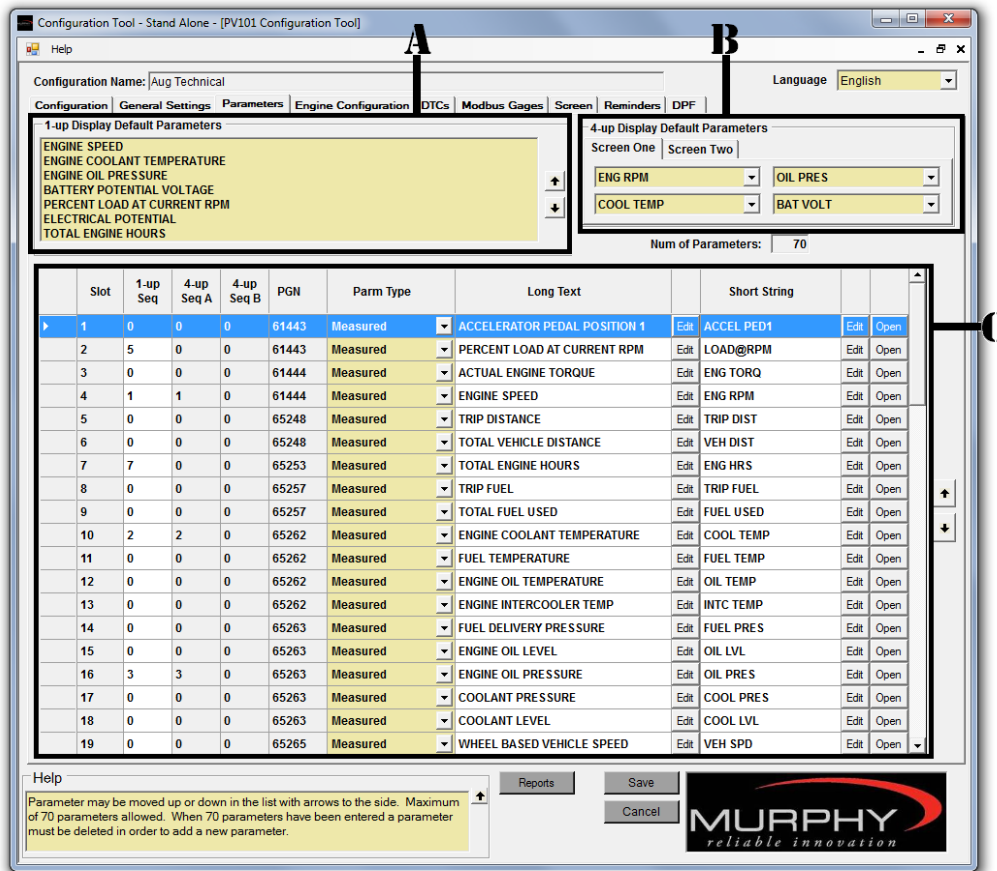 Configuration Tool - Stand Alone - [PV101 Configuration Tool]
Help
A
B
Configuration Name: Aug Technical
Language English
Configuration General Settings Parameters Engine Configuration DTCs Modbus Gages Screen Reminders DPF
1-up Display Default Parameters
ENGINE SPEED
ENGINE COOLANT TEMPERATURE
ENGINE OIL PRESSURE
BATTERY POTENTIAL VOLTAGE
PERCENT LOAD AT CURRENT RPM
ELECTRICAL POTENTIAL
TOTAL ENGINE HOURS
4-up Display Default Parameters
Screen One Screen Two
ENG RPM OIL PRES
COOL TEMP BAT VOLT
Num of Parameters: 70
Slot 1-up Seq 4-up Seq A 4-up Seq B PGN Parm Type Long Text Short String
1 0 0 0 61443 Measured ACCELERATOR PEDAL POSITION 1 Edit ACCEL PED1 Edit Open
2 5 0 0 61443 Measured PERCENT LOAD AT CURRENT RPM Edit LOAD@RPM Edit Open
3 0 0 0 61444 Measured ACTUAL ENGINE TORQUE Edit ENG TORQ Edit Open
4 1 1 0 61444 Measured ENGINE SPEED Edit ENG RPM Edit Open
5 0 0 0 65248 Measured TRIP DISTANCE Edit TRIP DIST Edit Open
6 0 0 0 65248 Measured TOTAL VEHICLE DISTANCE Edit VEH DIST Edit Open
7 7 0 0 65253 Measured TOTAL ENGINE HOURS Edit ENG HRS Edit Open
8 0 0 0 65257 Measured TRIP FUEL Edit TRIP FUEL Edit Open
9 0 0 0 65257 Measured TOTAL FUEL USED Edit FUEL USED Edit Open
10 2 2 0 65262 Measured ENGINE COOLANT TEMPERATURE Edit COOL TEMP Edit Open
11 0 0 0 65262 Measured FUEL TEMPERATURE Edit FUEL TEMP Edit Open
12 0 0 0 65262 Measured ENGINE OIL TEMPERATURE Edit OIL TEMP Edit Open
13 0 0 0 65262 Measured ENGINE INTERCOOLER TEMP Edit INTC TEMP Edit Open
14 0 0 0 65263 Measured FUEL DELIVERY PRESSURE Edit FUEL PRES Edit Open
15 0 0 0 65263 Measured ENGINE OIL LEVEL Edit OIL LVL Edit Open
16 3 3 0 65263 Measured ENGINE OIL PRESSURE Edit OIL PRES Edit Open
17 0 0 0 65263 Measured COOLANT PRESSURE Edit COOL PRES Edit Open
18 0 0 0 65263 Measured COOLANT LEVEL Edit COOL LVL Edit Open
19 0 0 0 65265 Measured WHEEL BASED VEHICLE SPEED Edit VEH SPD Edit Open
Help
Parameter may be moved up or down in the list with arrows to the side. Maximum
of 70 parameters allowed. When 70 parameters have been entered a parameter
must be deleted in order to add a new parameter.
Reports
Save
Cancel
MURPHY
reliable innovation